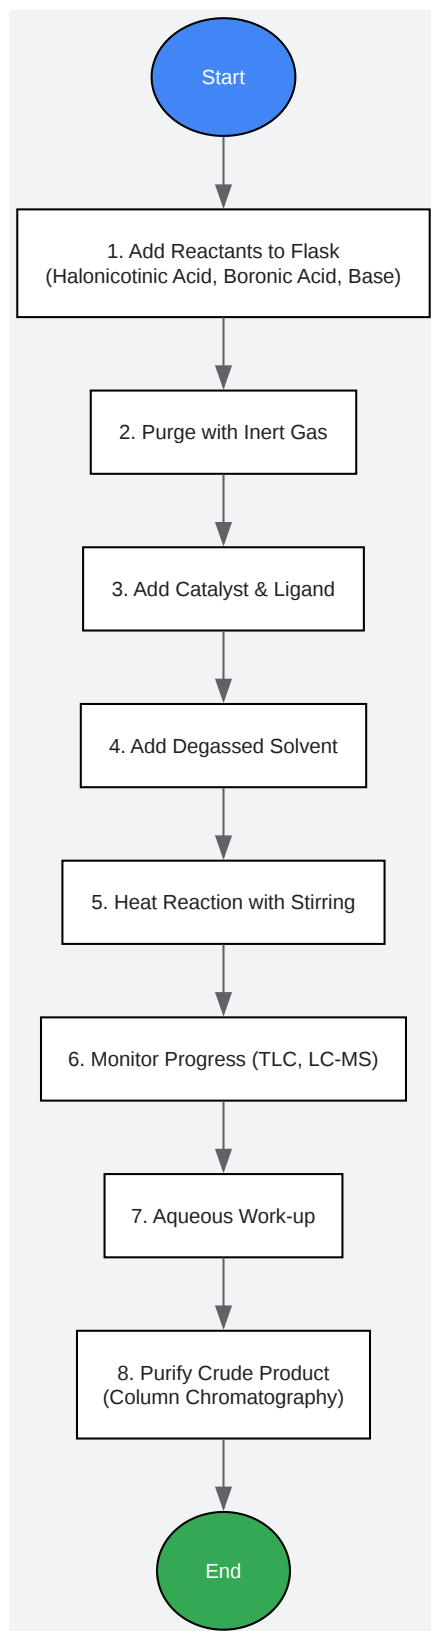 Start
1. Add Reactants to Flask
(Halonicotinic Acid, Boronic Acid, Base)
2. Purge with Inert Gas
3. Add Catalyst & Ligand
4. Add Degassed Solvent
5. Heat Reaction with Stirring
6. Monitor Progress (TLC, LC-MS)
7. Aqueous Work-up
8. Purify Crude Product
(Column Chromatography)
End